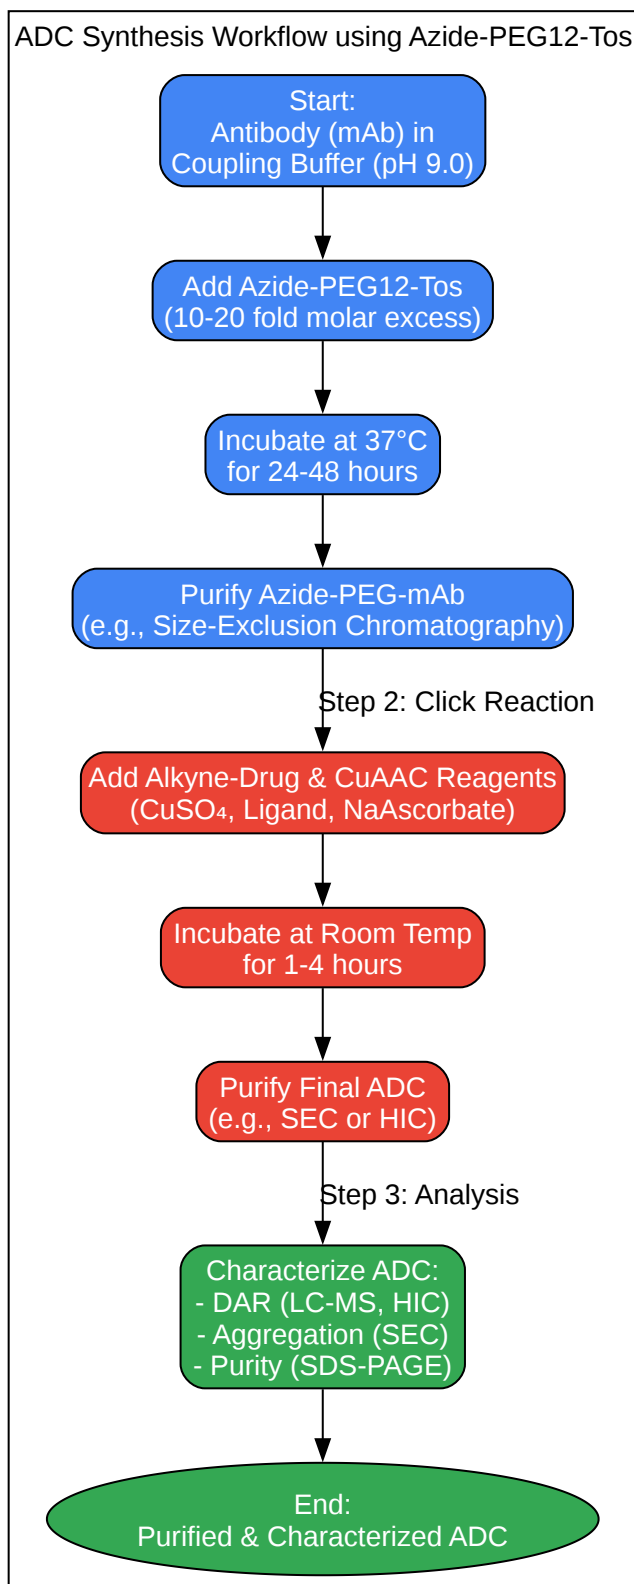 ADC Synthesis Workflow using Azide-PEG12-Tos
Start:
Antibody (mAb) in
Coupling Buffer (pH 9.0)
Add Azide-PEG12-Tos
(10-20 fold molar excess)
Incubate at 37°C
for 24-48 hours
Purify Azide-PEG-mAb
(e.g., Size-Exclusion Chromatography)
Step 2: Click Reaction
Add Alkyne-Drug & CuAAC Reagents
(CuSO₄, Ligand, NaAscorbate)
Incubate at Room Temp
for 1-4 hours
Purify Final ADC
(e.g., SEC or HIC)
Step 3: Analysis
Characterize ADC:
- DAR (LC-MS, HIC)
- Aggregation (SEC)
- Purity (SDS-PAGE)
End:
Purified & Characterized ADC